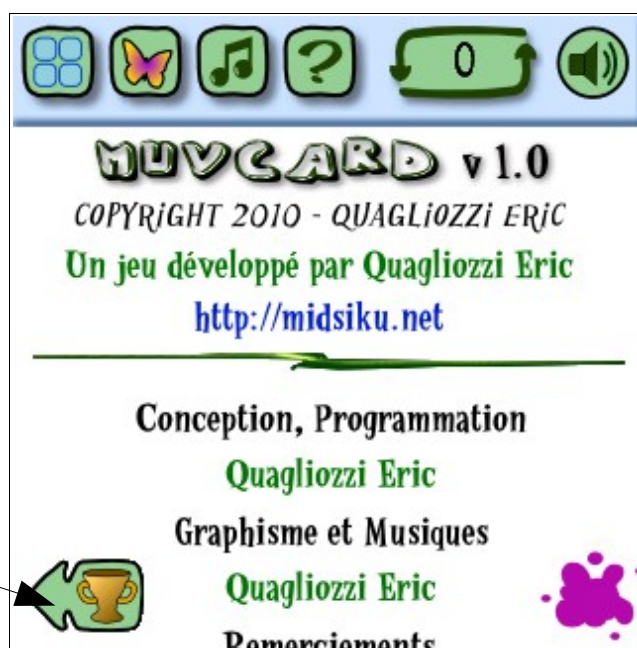 ?
0
MUVCARD v 1.0
COPYRiGHT 2010 - QUAGLiOZZi ERiC
Un jeu développé par Quagliozzi Eric
http://midsiku.net
Conception, Programmation
Quagliozzi Eric
Graphisme et Musiques
Quagliozzi Eric
Remerciements